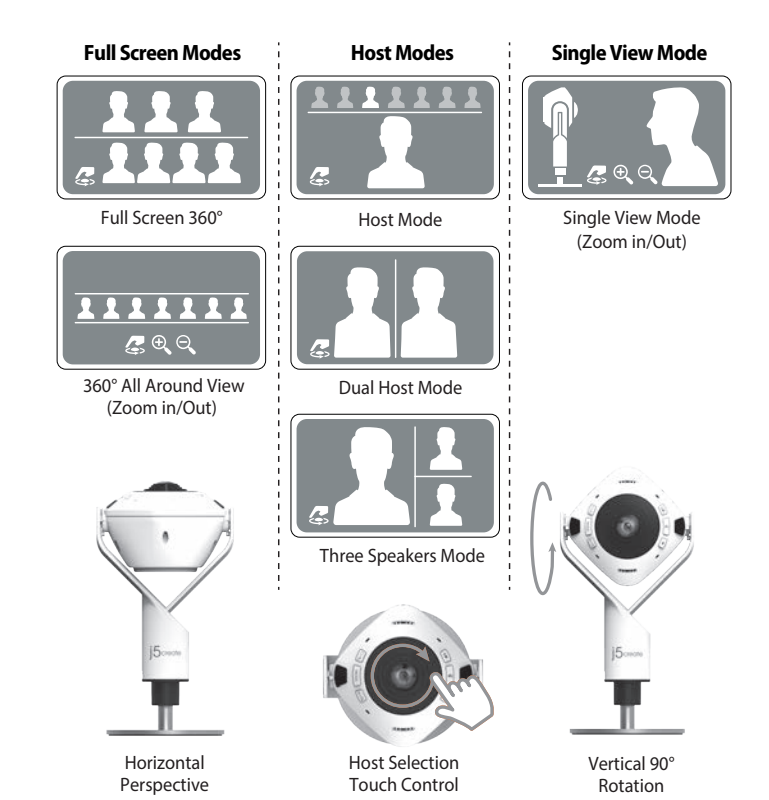 Full Screen Modes
Full Screen 360°
360° All Around View
(Zoom in/Out)
j5create
Horizontal
Perspective
Host Modes
Host Mode
Dual Host Mode
Three Speakers Mode
Host Selection
Touch Control
Single View Mode
Single View Mode
(Zoom in/Out)
j5create
Vertical 90°
Rotation